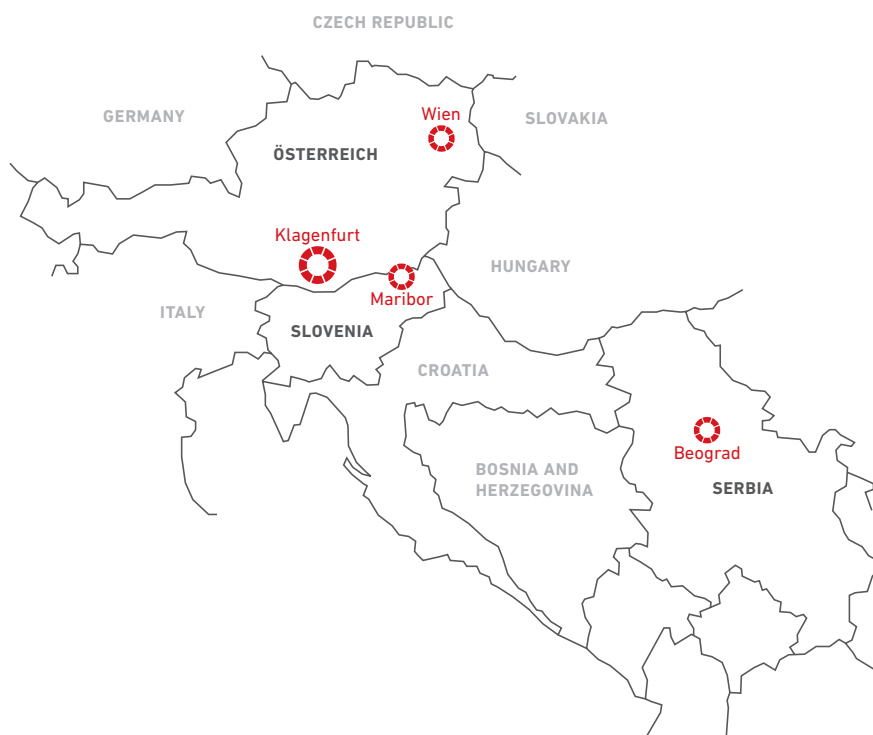 CZECH REPUBLIC
GERMANY
Wien
SLOVAKIA
ÖSTERREICH
Klagenfurt
HUNGARY
Maribor
ITALY
SLOVENIA
CROATIA
Beograd
BOSNIA AND
HERZEGOVINA
SERBIA